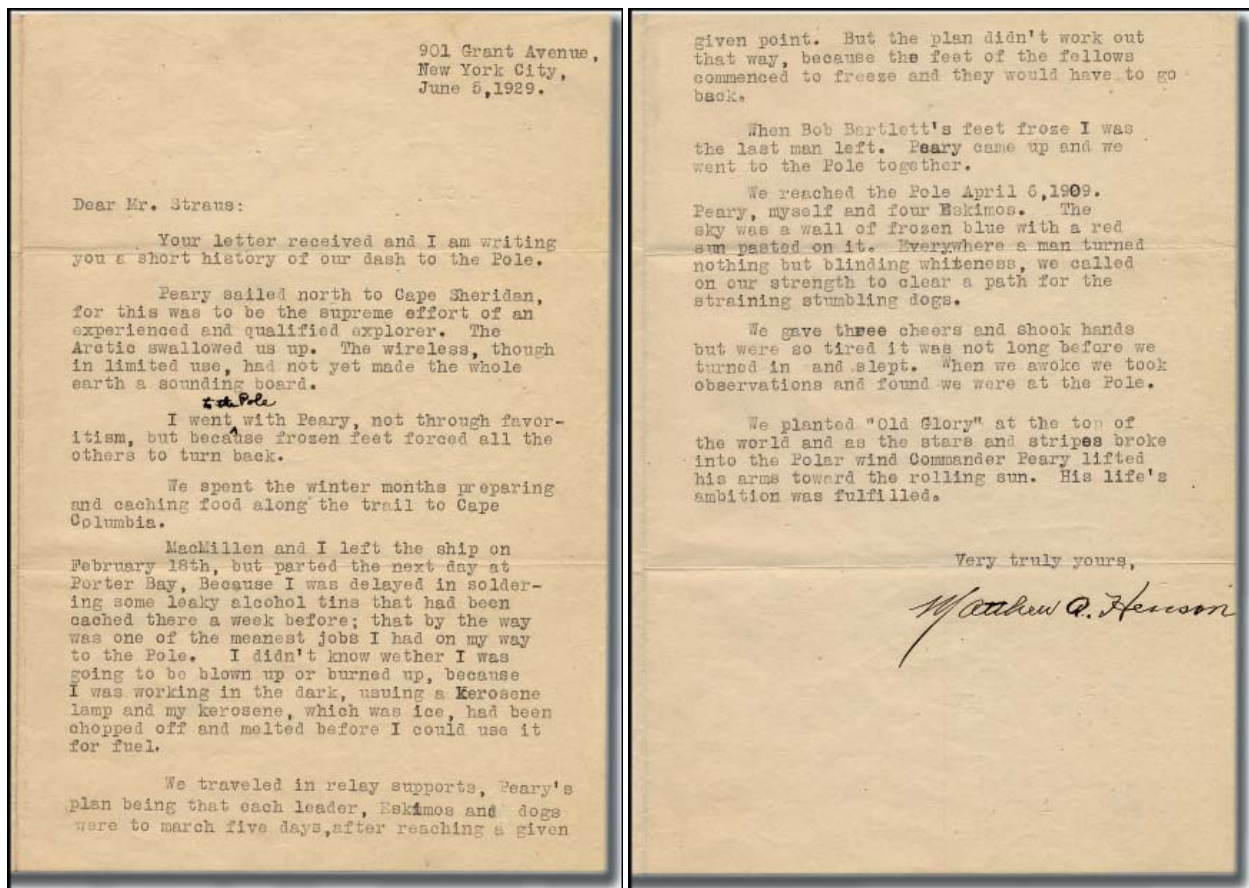 901 Grant Avenue,
New York City,
June 5,1929.
Dear Mr. Straus:
Your letter received and I am writing
you a short history of our dash to the Pole.
Peary sailed north to Cape Sheridan,
for this was to be the supreme effort of an
experienced and qualified explorer. The
Arctic swallowed us up. The wireless, though
in limited use, had not yet made the whole
earth a sounding board.
to the Pole
I went ^ with Peary, not through favor-
itism, but because frozen feet forced all the
others to turn back.
We spent the winter months preparing
and caching food along the trail to Cape
Columbia.
MacMillen and I left the ship on
February 18th, but parted the next day at
Porter Bay, Because I was delayed in solder-
ing some leaky alcohol tins that had been
cached there a week before; that by the way
was one of the meanest jobs I had on my way
to the Pole. I didn't know wether I was
going to be blown up or burned up, because
I was working in the dark, usuing a Kerosene
lamp and my kerosene, which was ice, had been
chopped off and melted before I could use it
for fuel.
We traveled in relay supports, Peary's
plan being that each leader, Eskimos and dogs
were to march five days,after reaching a given
given point. But the plan didn't work out
that way, because the feet of the fellows
commenced to freeze and they would have to go
back.
When Bob Bartlett's feet froze I was
the last man left. Peary came up and we
went to the Pole together.
We reached the Pole April 6,1909.
Peary, myself and four Eskimos. The
sky was a wall of frozen blue with a red
sun pasted on it. Everywhere a man turned
nothing but blinding whiteness, we called
on our strength to clear a path for the
straining stumbling dogs.
We gave three cheers and shook hands
but were so tired it was not long before we
turned in and slept. When we awoke we took
observations and found we were at the Pole.
We planted "Old Glory" at the top of
the world and as the stars and stripes broke
into the Polar wind Commander Peary lifted
his arms toward the rolling sun. His life's
ambition was fulfilled.
Very truly yours,
Matthew A. Henson